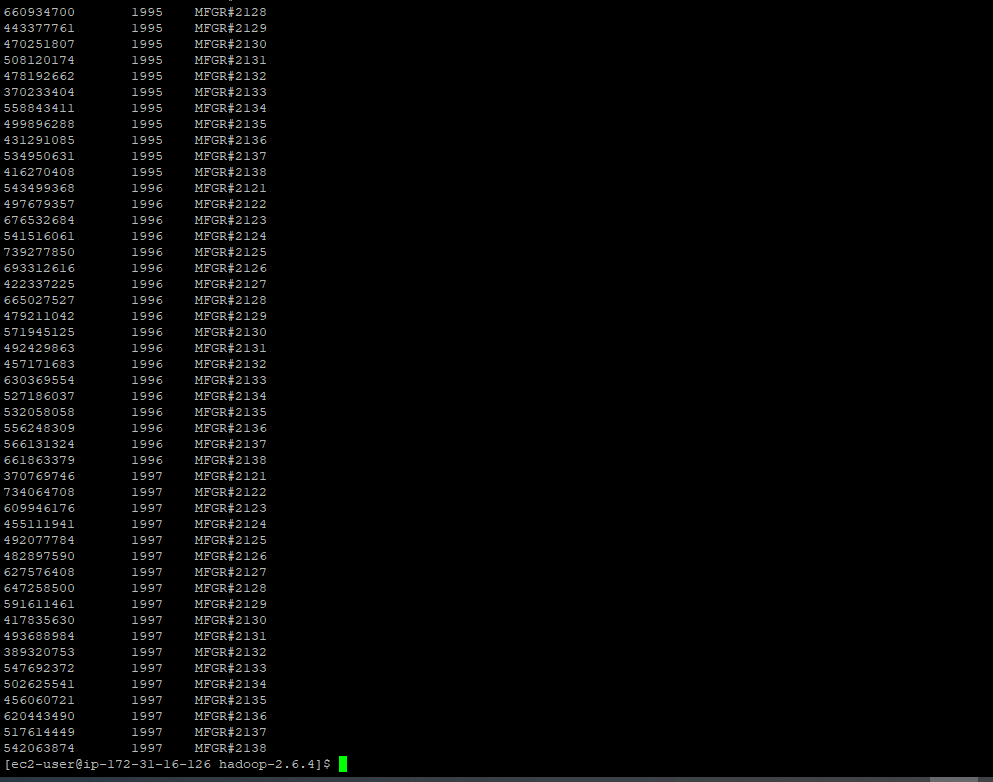 660934700 1995 MFGR#2128
443377761 1995 MFGR#2129
470251807 1995 MFGR#2130
508120174 1995 MFGR#2131
478192662 1995 MFGR#2132
370233404 1995 MFGR#2133
558843411 1995 MFGR#2134
499896288 1995 MFGR#2135
431291085 1995 MFGR#2136
534950631 1995 MFGR#2137
416270408 1995 MFGR#2138
543499368 1996 MFGR#2121
497679357 1996 MFGR#2122
676532684 1996 MFGR#2123
541516061 1996 MFGR#2124
739277850 1996 MFGR#2125
693312616 1996 MFGR#2126
422337225 1996 MFGR#2127
665027527 1996 MFGR#2128
479211042 1996 MFGR#2129
571945125 1996 MFGR#2130
492429863 1996 MFGR#2131
457171683 1996 MFGR#2132
630369554 1996 MFGR#2133
527186037 1996 MFGR#2134
532058058 1996 MFGR#2135
556248309 1996 MFGR#2136
566131324 1996 MFGR#2137
661863379 1996 MFGR#2138
370769746 1997 MFGR#2121
734064708 1997 MFGR#2122
609946176 1997 MFGR#2123
455111941 1997 MFGR#2124
492077784 1997 MFGR#2125
482897590 1997 MFGR#2126
627576408 1997 MFGR#2127
647258500 1997 MFGR#2128
591611461 1997 MFGR#2129
417835630 1997 MFGR#2130
493688984 1997 MFGR#2131
389320753 1997 MFGR#2132
547692372 1997 MFGR#2133
502625541 1997 MFGR#2134
456060721 1997 MFGR#2135
620443490 1997 MFGR#2136
517614449 1997 MFGR#2137
542063874 1997 MFGR#2138
[ec2-user@ip-172-31-16-126 hadoop-2.6.4]$